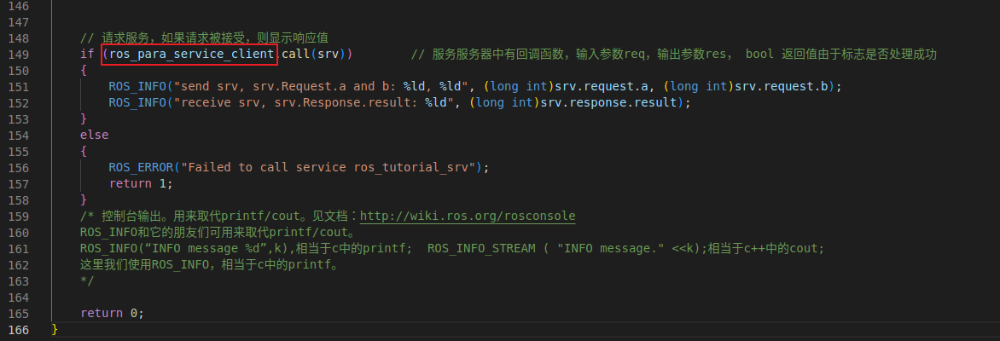 146
147
148 // 请求服务，如果请求被接受，则显示响应值
149 if (ros_para_service_client.call(srv)) // 服务服务器中有回调函数，输入参数req，输出参数res， bool 返回值由于标志是否处理成功
150 {
151 ROS_INFO("send srv, srv.Request.a and b: %ld, %ld", (long int)srv.request.a, (long int)srv.request.b);
152 ROS_INFO("receive srv, srv.Response.result: %ld", (long int)srv.response.result);
153 }
154 else
155 {
156 ROS_ERROR("Failed to call service ros_tutorial_srv");
157 return 1;
158 }
159 /* 控制台输出。用来取代printf/cout。见文档：http://wiki.ros.org/rosconsole
160 ROS_INFO和它的朋友们可用来取代printf/cout。
161 ROS_INFO(“INFO message %d”,k),相当于c中的printf; ROS_INFO_STREAM ( "INFO message." <<k);相当于c++中的cout;
162 这里我们使用ROS_INFO，相当于c中的printf。
163 */
164
165 return 0;
166 }